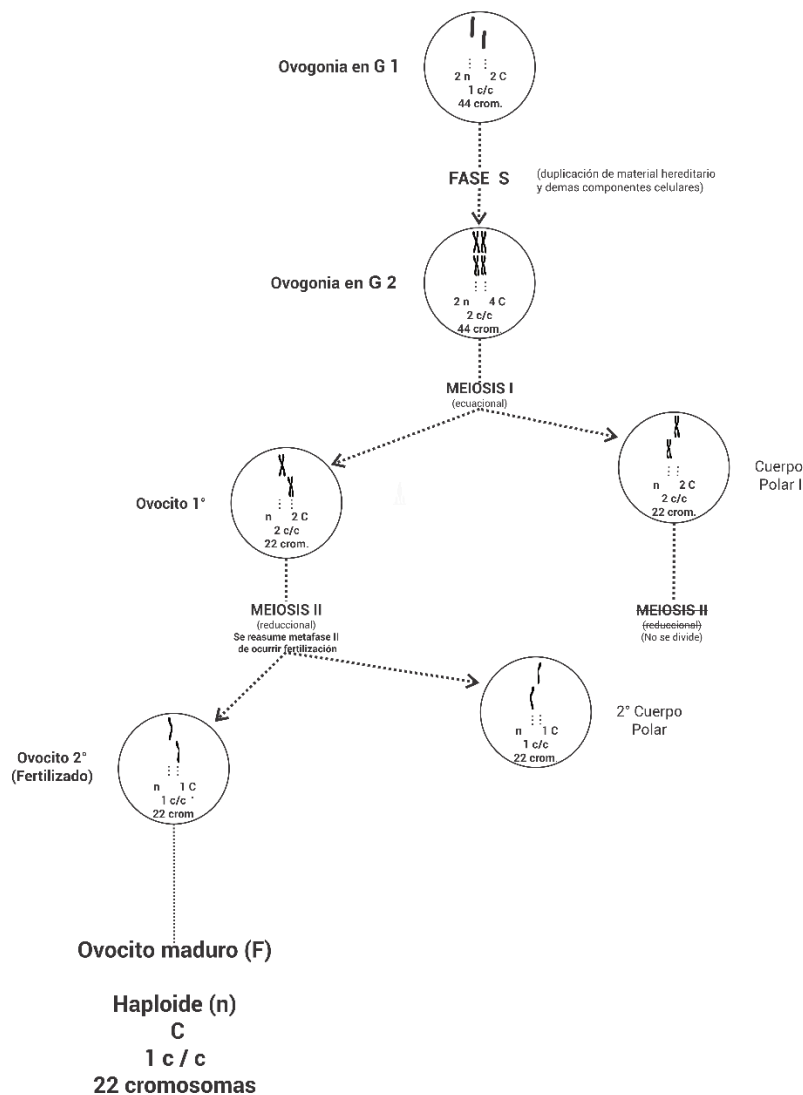 Ovogonia en G 1
2 n 2 C
1 c/c
44 crom.
FASE S
(duplicación de material hereditario
y demas componentes celulares)
Ovogonia en G 2
2 n 4 C
2 c/c
44 crom.
MEIOSIS I
(ecuacional)
Ovocito 1°
n 2 C
2 c/c
22 crom.
Cuerpo
Polar I
n 2 C
2 c/c
22 crom.
MEIOSIS II
(reduccional)
Se reasume metafase II
de ocurrir fertilización
MEIOSIS II
(reduccional)
(No se divide)
2° Cuerpo
Polar
n 1 C
1 c/c
22 crom.
Ovocito 2°
(Fertilizado)
n 1 C
1 c/c
22 crom
Ovocito maduro (F)
Haploide (n)
C
1 c / c
22 cromosomas